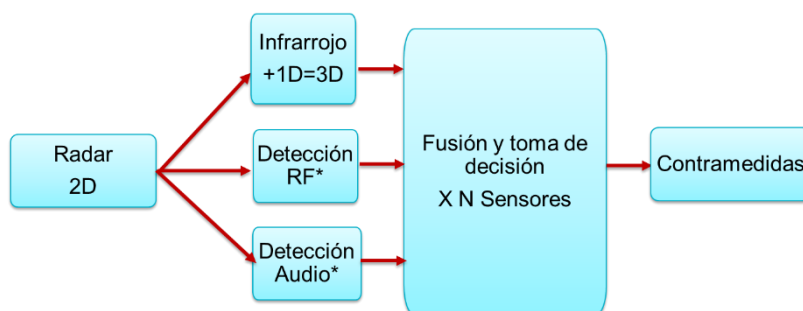 Radar
2D
Infrarrojo
+1D=3D
Detección
RF*
Detección
Audio*
Fusión y toma de
decisión
X N Sensores
Contramedidas